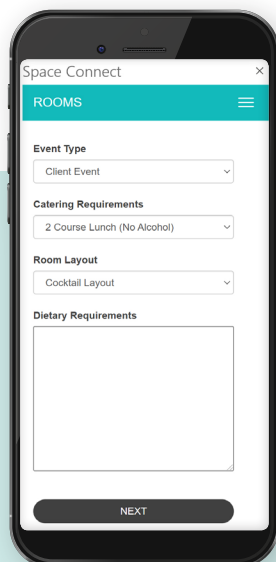 Space Connect
ROOMS
Event Type
Client Event
Catering Requirements
2 Course Lunch (No Alcohol)
Room Layout
Cocktail Layout
Dietary Requirements
NEXT